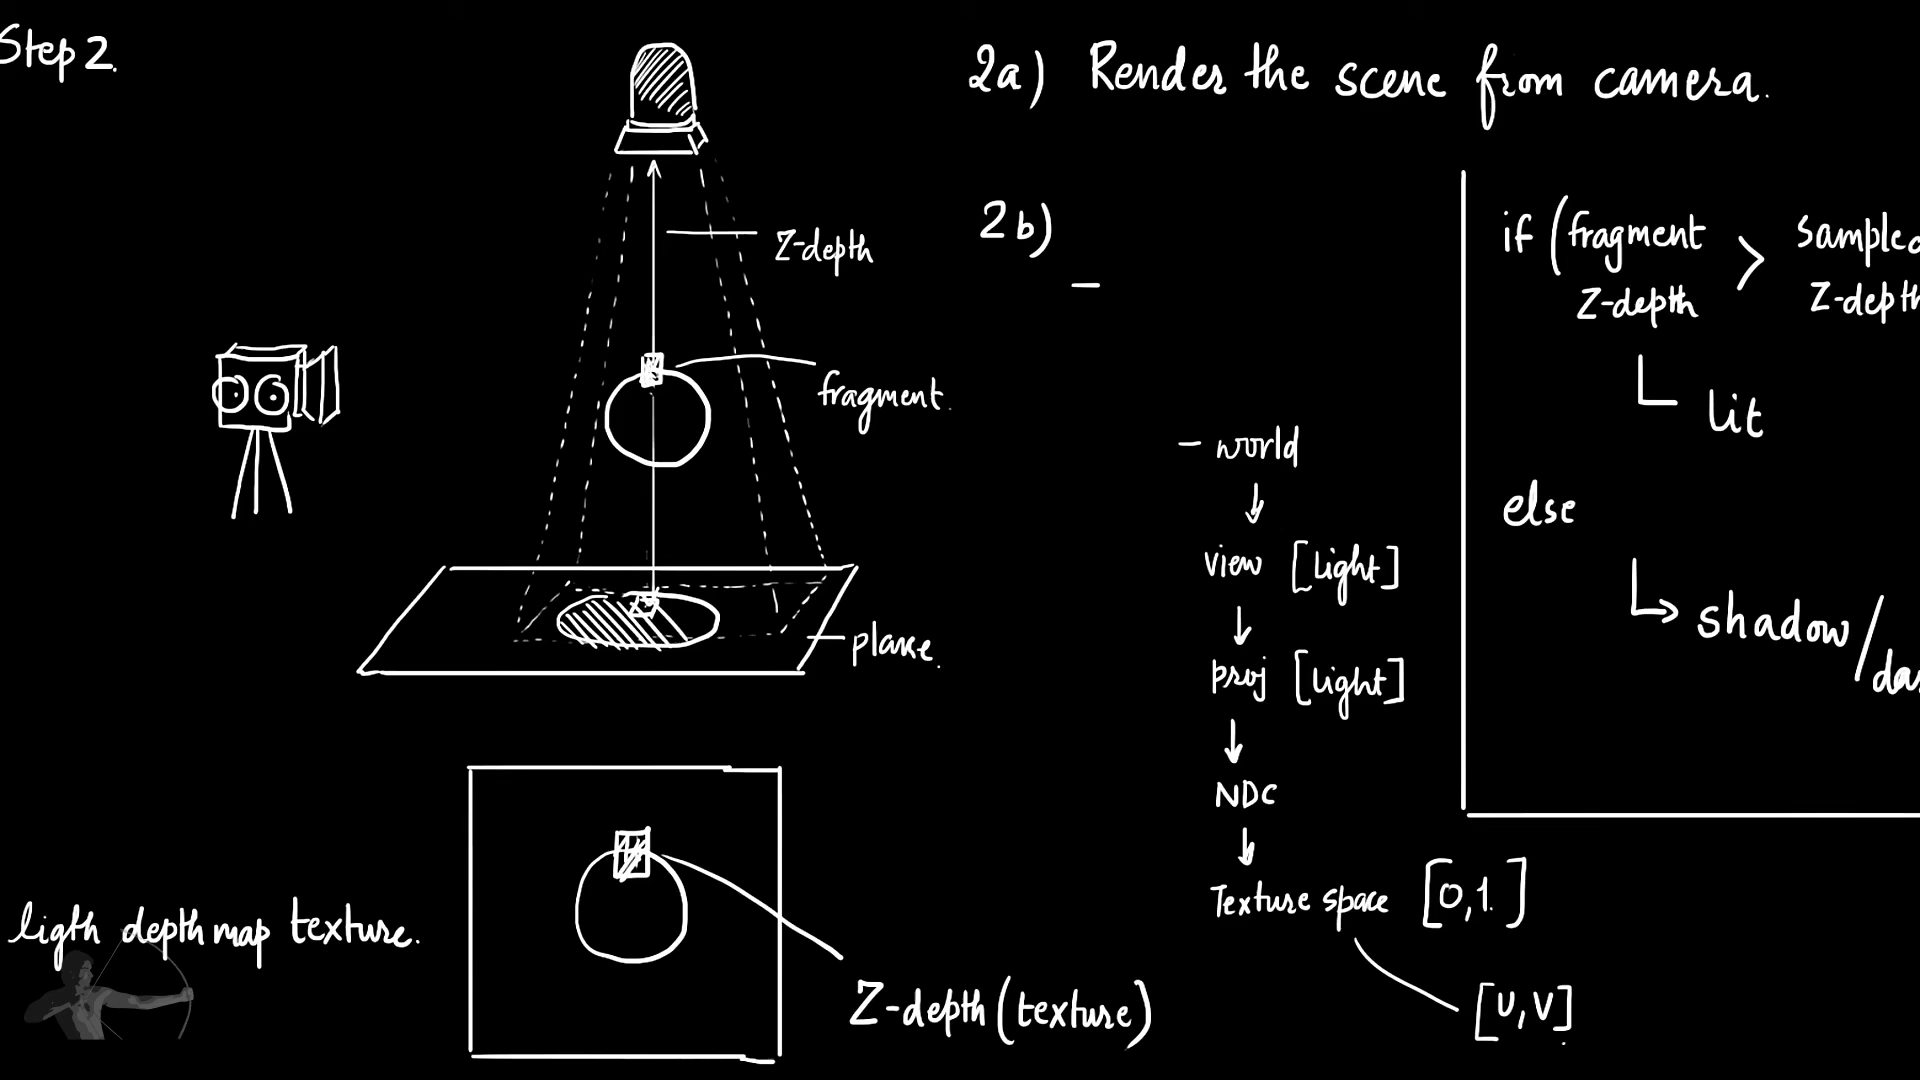 Step 2.
2a) Render the scene from camera.
2b)
-
Z-depth
fragment.
plane.
- world
↓
view [light]
↓
proj [light]
↓
NDC
↓
Texture space [0,1]
[U,V]
if (fragment > sample
Z-depth Z-depth
lit
else
shadow/
ligth depth map texture.
Z-depth (texture)